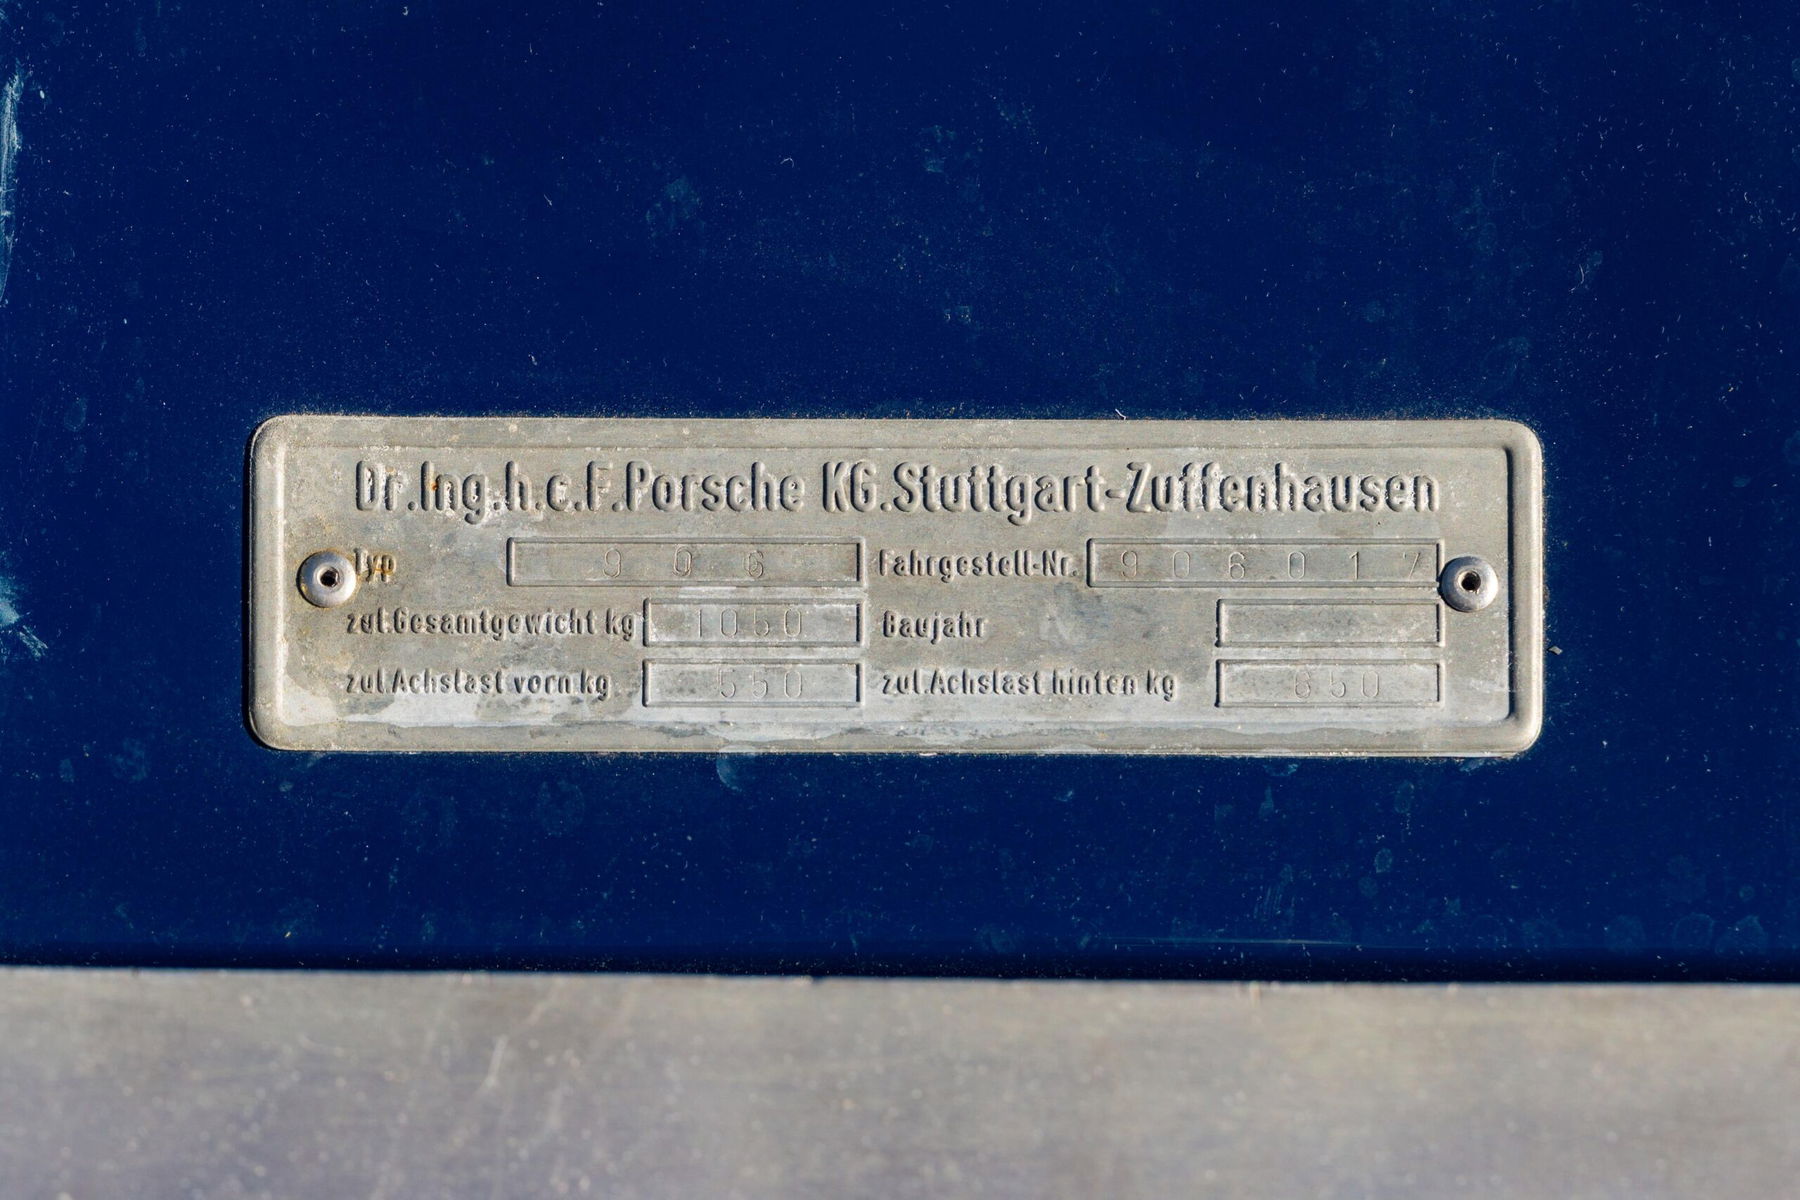 Dr.Ing.h.c.F.Porsche KG.Stuttgart-Zuffenhausen
Typ 906 Fahrgestell-Nr. 906017
zul.Gesamtgewicht kg 1050 Baujahr
zul.Achslast vorn kg 550 zul.Achslast hinten kg 650